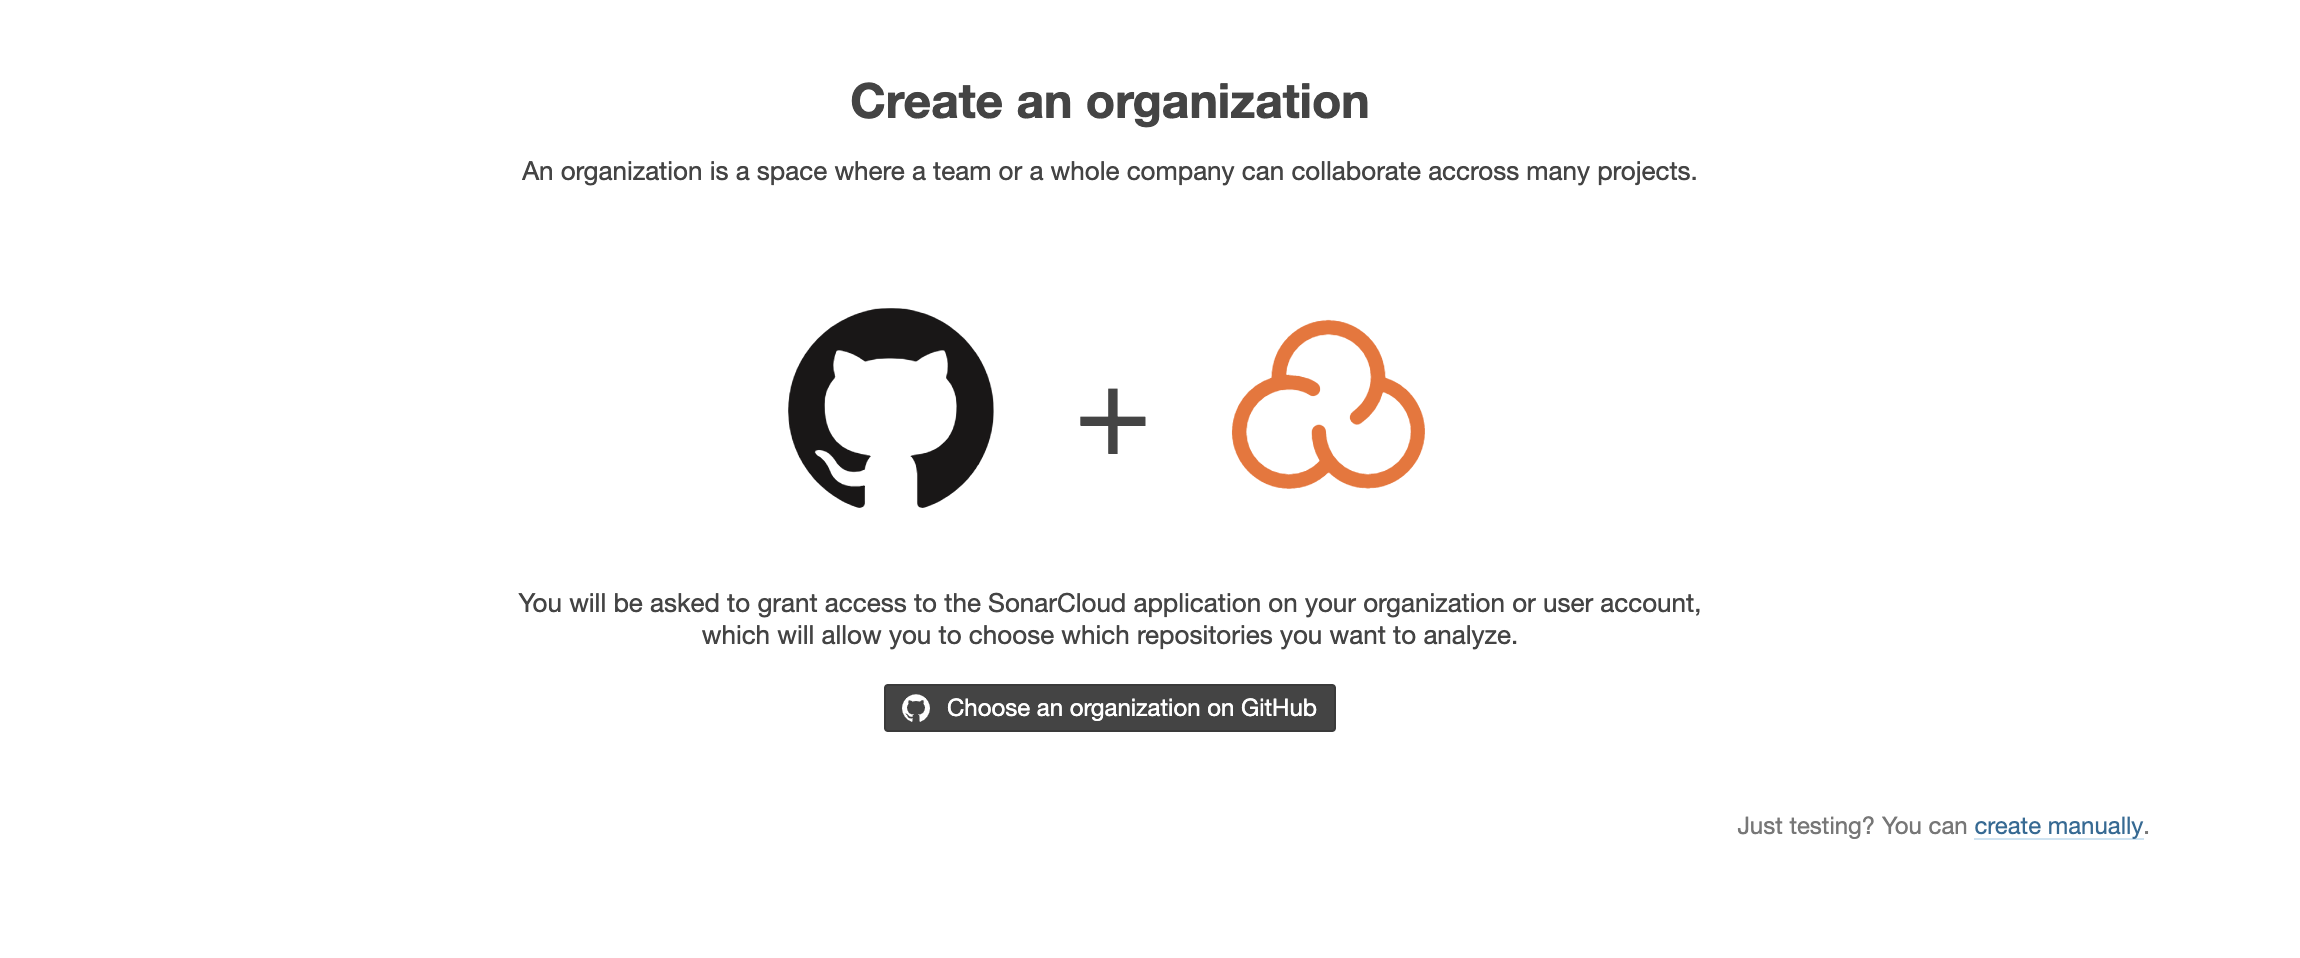 Create an organization
An organization is a space where a team or a whole company can collaborate accross many projects.
+
You will be asked to grant access to the SonarCloud application on your organization or user account,
which will allow you to choose which repositories you want to analyze.
Choose an organization on GitHub
Just testing? You can create manually.